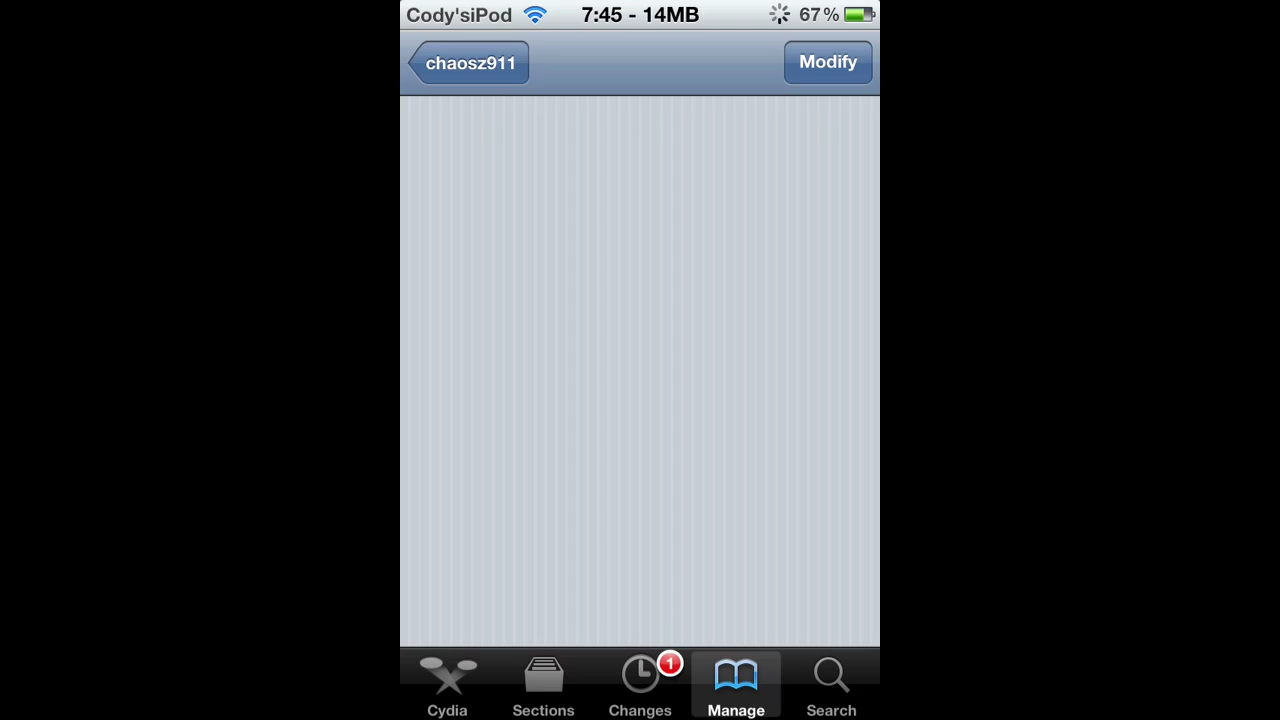 Cody'siPod 7:45 - 14MB 67%
chaosz911 Modify
1
Cydia Sections Changes Manage Search